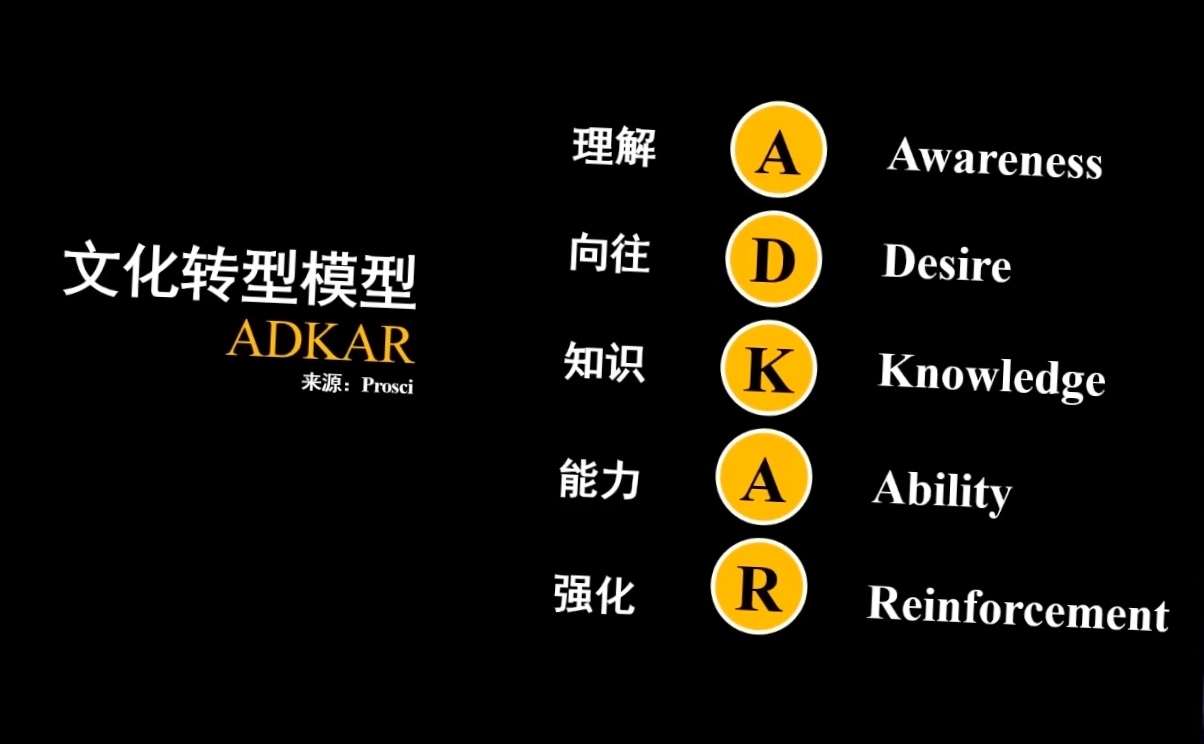 文化转型模型
ADKAR
来源：Prosci
理解 A Awareness
向往 D Desire
知识 K Knowledge
能力 A Ability
强化 R Reinforcement